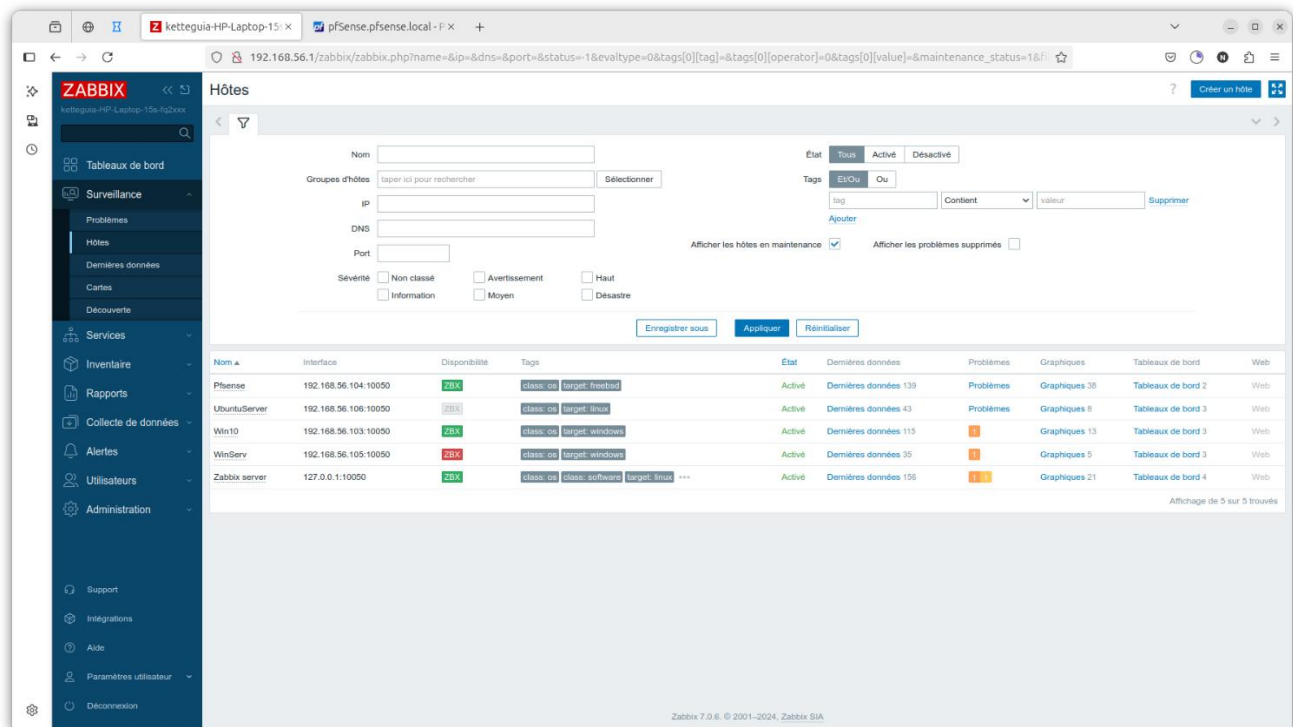 ketteguia-HP-Laptop-15s
pfSense.pfsense.local - P
192.168.56.1/zabbix/zabbix.php?name=&ip=&dns=&port=&status=-1&evaltype=0&tags[0][tag]=&tags[0][operator]=0&tags[0][value]=&maintenance_status=1&fi
ZABBIX
ketteguia-HP-Laptop-15s-fq2xxx
Tableaux de bord
Surveillance
Problèmes
Hôtes
Dernières données
Cartes
Découverte
Services
Inventaire
Rapports
Collecte de données
Alertes
Utilisateurs
Administration
Support
Intégrations
Aide
Paramètres utilisateur
Déconnexion
Hôtes
? Créer un hôte
Nom
Groupes d'hôtes taper ici pour rechercher Sélectionner
IP
DNS
Port
Sévérité Non classé Avertissement Haut
Information Moyen Désastre
État Tous Activé Désactivé
Tags Et/Ou Ou
tag Contient valeur Supprimer
Ajouter
Afficher les hôtes en maintenance Afficher les problèmes supprimés
Enregistrer sous Appliquer Réinitialiser
Nom Interface Disponibilité Tags État Dernières données Problèmes Graphiques Tableaux de bord Web
Pfsense 192.168.56.104:10050 ZBX class: os target: freebsd Activé Dernières données 139 Problèmes Graphiques 38 Tableaux de bord 2 Web
UbuntuServer 192.168.56.106:10050 ZBX class: os target: linux Activé Dernières données 43 Problèmes Graphiques 8 Tableaux de bord 3 Web
Win10 192.168.56.103:10050 ZBX class: os target: windows Activé Dernières données 115 1 Graphiques 13 Tableaux de bord 3 Web
WinServ 192.168.56.105:10050 ZBX class: os target: windows Activé Dernières données 35 1 Graphiques 5 Tableaux de bord 3 Web
Zabbix server 127.0.0.1:10050 ZBX class: os class: software target: linux ••• Activé Dernières données 156 1 1 Graphiques 21 Tableaux de bord 4 Web
Affichage de 5 sur 5 trouvés
Zabbix 7.0.6. © 2001–2024, Zabbix SIA